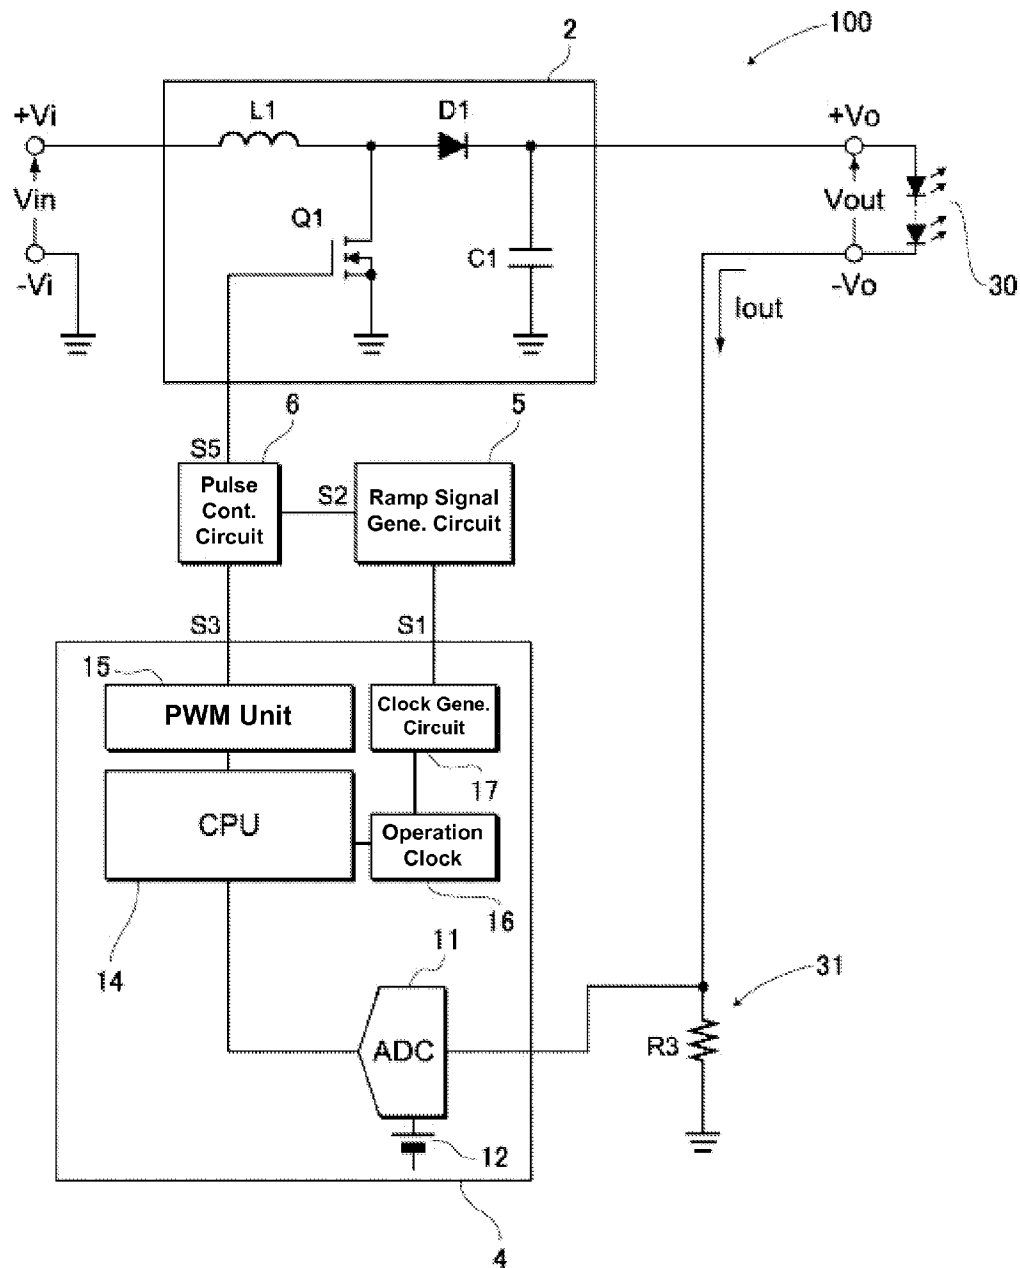 100
2
+Vi
L1
D1
+Vo
Vin
Q1
C1
Vout
-Vi
-Vo
30
Iout
6
5
S5
Pulse
Cont.
Circuit
S2
Ramp Signal
Gene. Circuit
S3
S1
15
PWM Unit
Clock Gene.
Circuit
17
CPU
Operation
Clock
14
16
11
31
ADC
R3
12
4